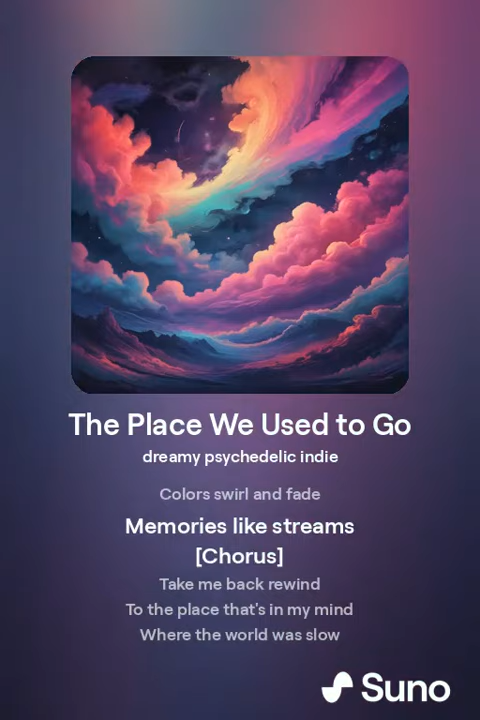 The Place We Used to Go
dreamy psychedelic indie
Colors swirl and fade
Memories like streams
[Chorus]
Take me back rewind
To the place that's in my mind
Where the world was slow
Suno